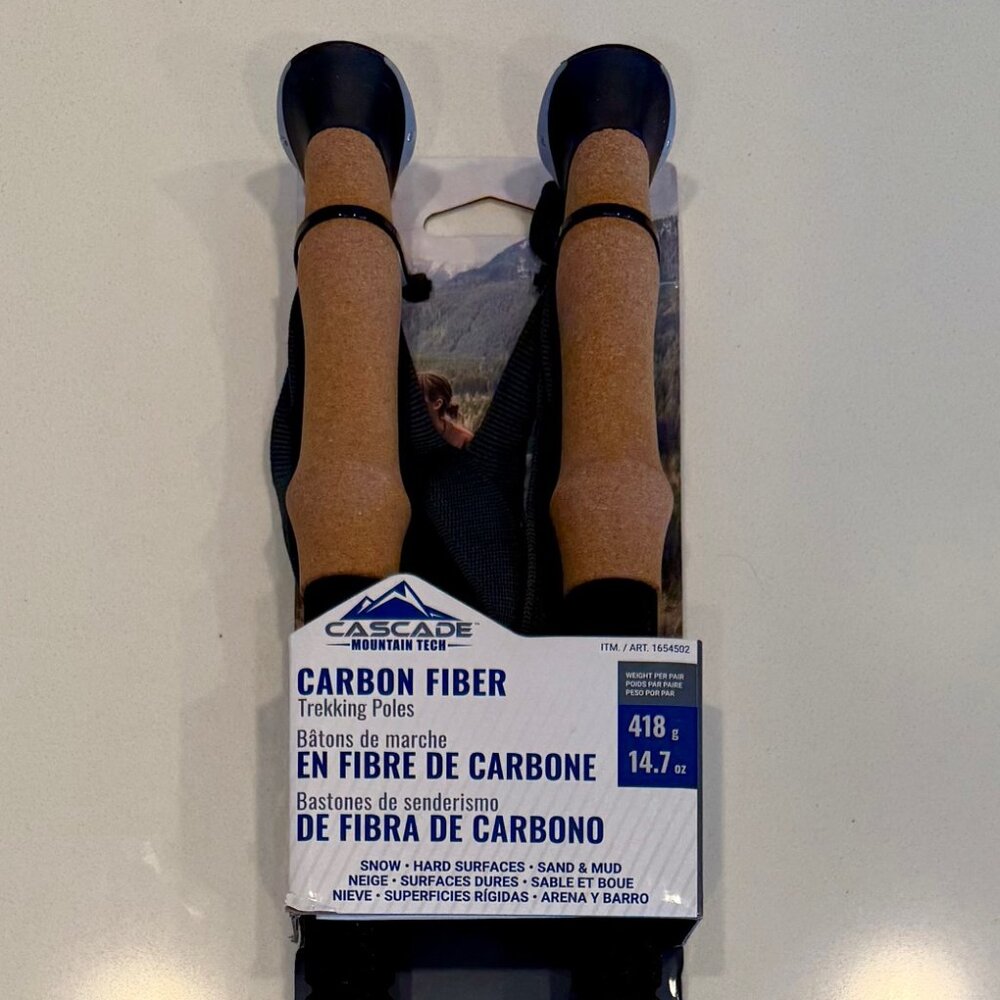 CASCADE™
MOUNTAIN TECH
ITM. / ART. 1654502
CARBON FIBER
Trekking Poles
Bâtons de marche
EN FIBRE DE CARBONE
Bastones de senderismo
DE FIBRA DE CARBONO
WEIGHT PER PAIR
POIDS PAR PAIRE
PESO POR PAR
418 g
14.7 oz
SNOW • HARD SURFACES • SAND & MUD
NEIGE • SURFACES DURES • SABLE ET BOUE
NIEVE • SUPERFICIES RÍGIDAS • ARENA Y BARRO